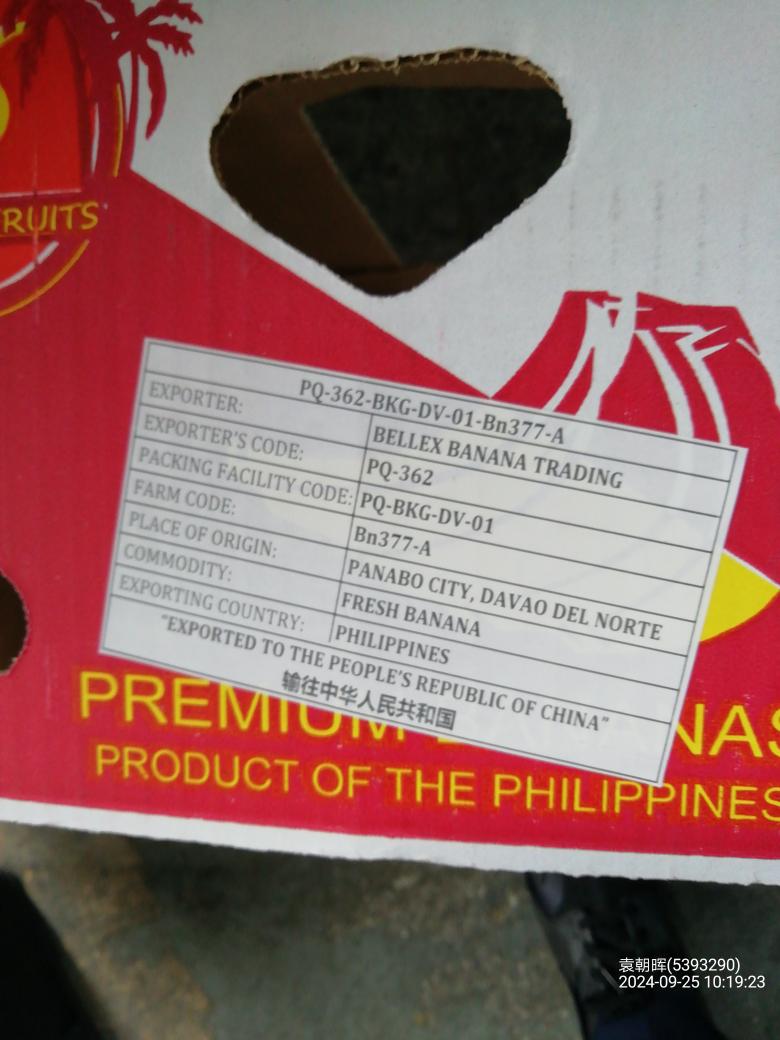 FRUITS
PQ-362-BKG-DV-01-Bn377-A
EXPORTER: BELLEX BANANA TRADING
EXPORTER'S CODE: PQ-362
PACKING FACILITY CODE: PQ-BKG-DV-01
FARM CODE: Bn377-A
PLACE OF ORIGIN: PANABO CITY, DAVAO DEL NORTE
COMMODITY: FRESH BANANA
EXPORTING COUNTRY: PHILIPPINES
"EXPORTED TO THE PEOPLE'S REPUBLIC OF CHINA"
输往中华人民共和国
PREMIUM BANANAS
PRODUCT OF THE PHILIPPINES
袁朝晖(5393290)
2024-09-25 10:19:23